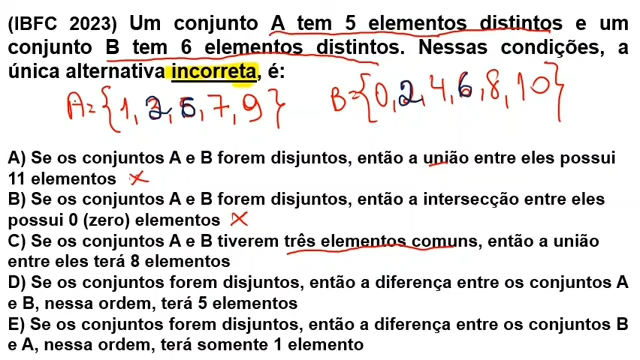 (IBFC 2023) Um conjunto A tem 5 elementos distintos e um
conjunto B tem 6 elementos distintos. Nessas condições, a
única alternativa incorreta, é:
A={1,3,5,7,9} B={0,2,4,6,8,10}
A) Se os conjuntos A e B forem disjuntos, então a união entre eles possui
11 elementos
B) Se os conjuntos A e B forem disjuntos, então a intersecção entre eles
possui 0 (zero) elementos
C) Se os conjuntos A e B tiverem três elementos comuns, então a união
entre eles terá 8 elementos
D) Se os conjuntos forem disjuntos, então a diferença entre os conjuntos A
e B, nessa ordem, terá 5 elementos
E) Se os conjuntos forem disjuntos, então a diferença entre os conjuntos B
e A, nessa ordem, terá somente 1 elemento